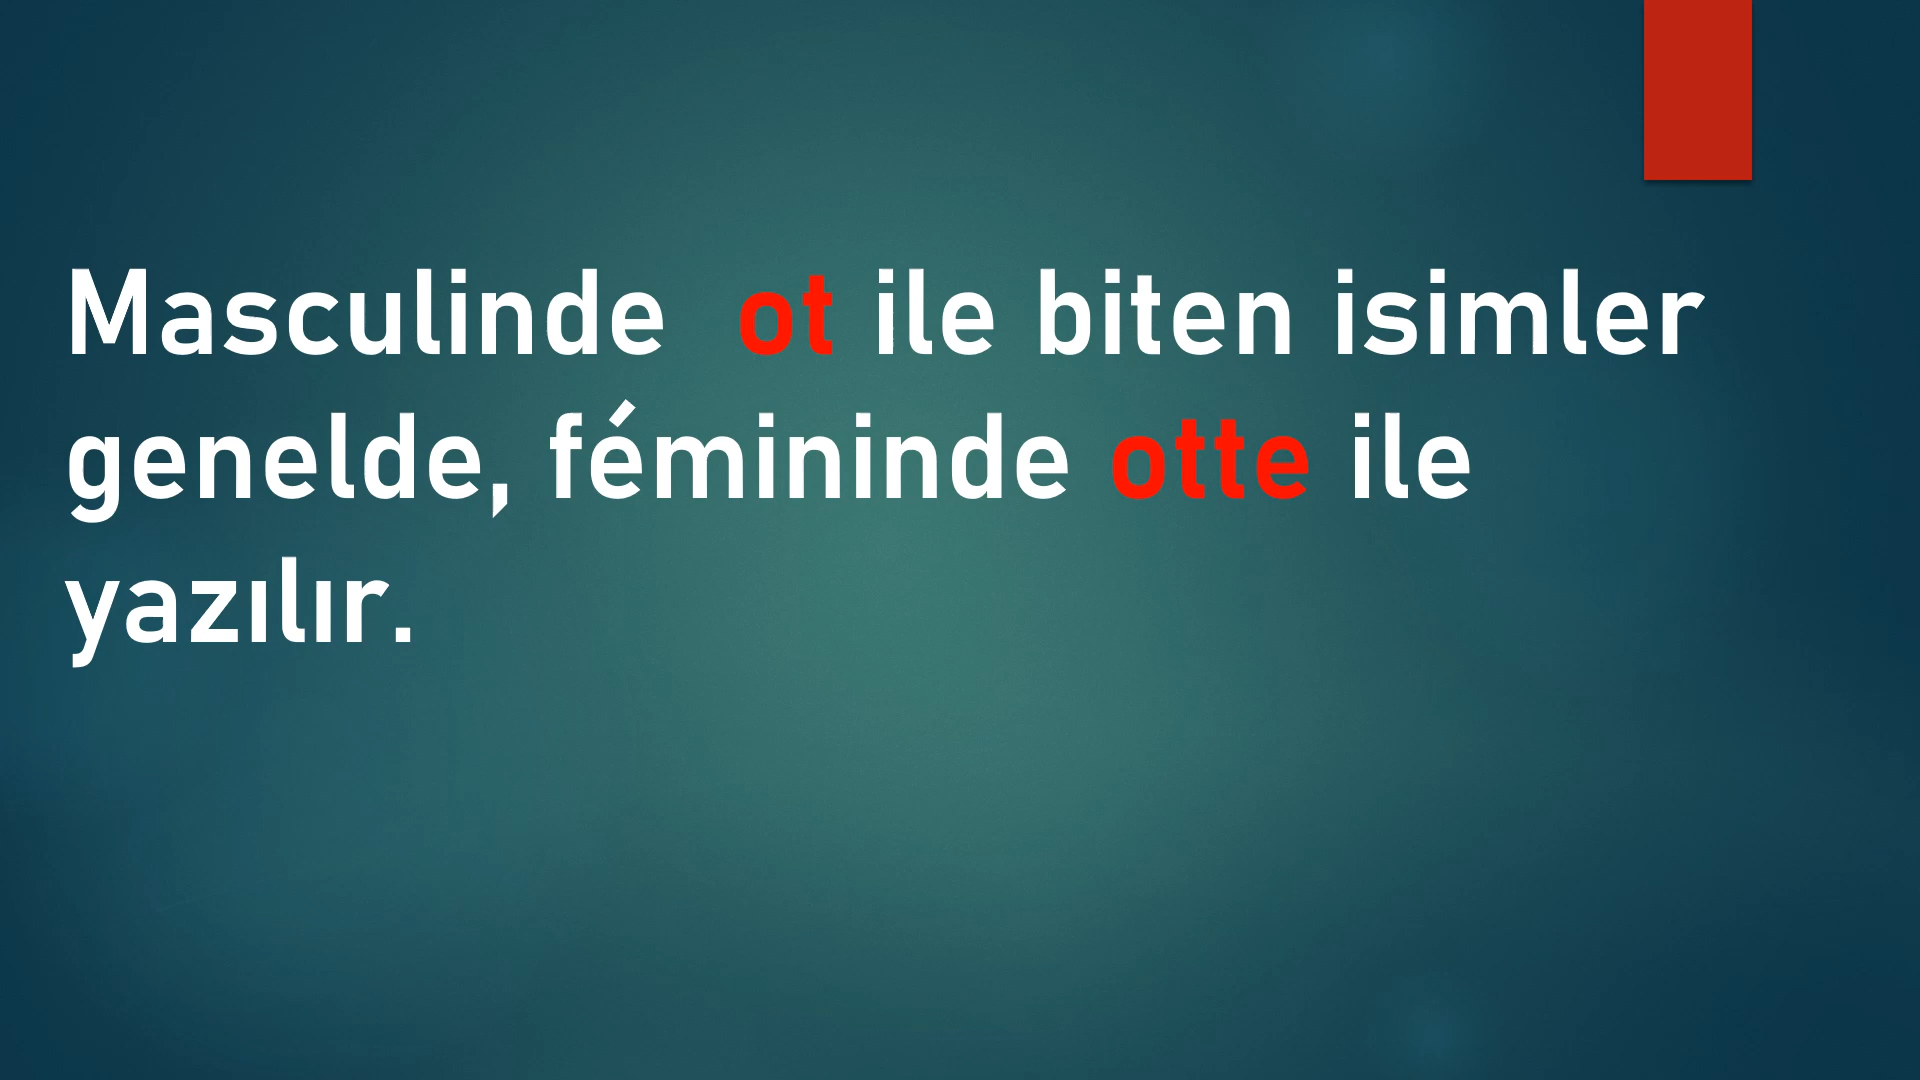 Masculinde ot ile biten isimler
genelde, fémininde otte ile
yazılır.